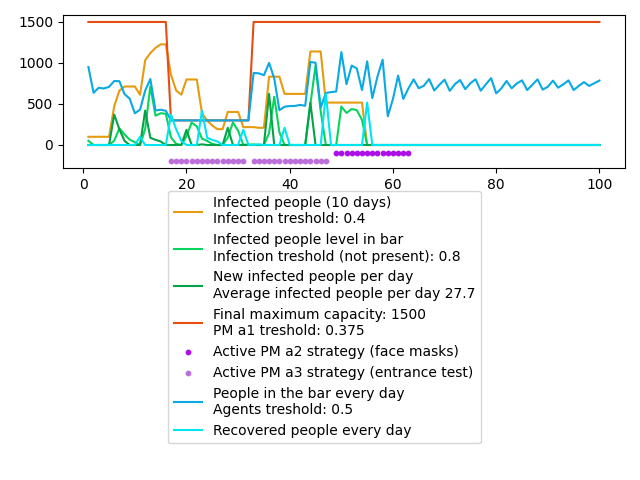 1500
1000
500
0
0
20
40
60
80
100
Infected people (10 days)
Infection treshold: 0.4
Infected people level in bar
Infection treshold (not present): 0.8
New infected people per day
Average infected people per day 27.7
Final maximum capacity: 1500
PM a1 treshold: 0.375
Active PM a2 strategy (face masks)
Active PM a3 strategy (entrance test)
People in the bar every day
Agents treshold: 0.5
Recovered people every day